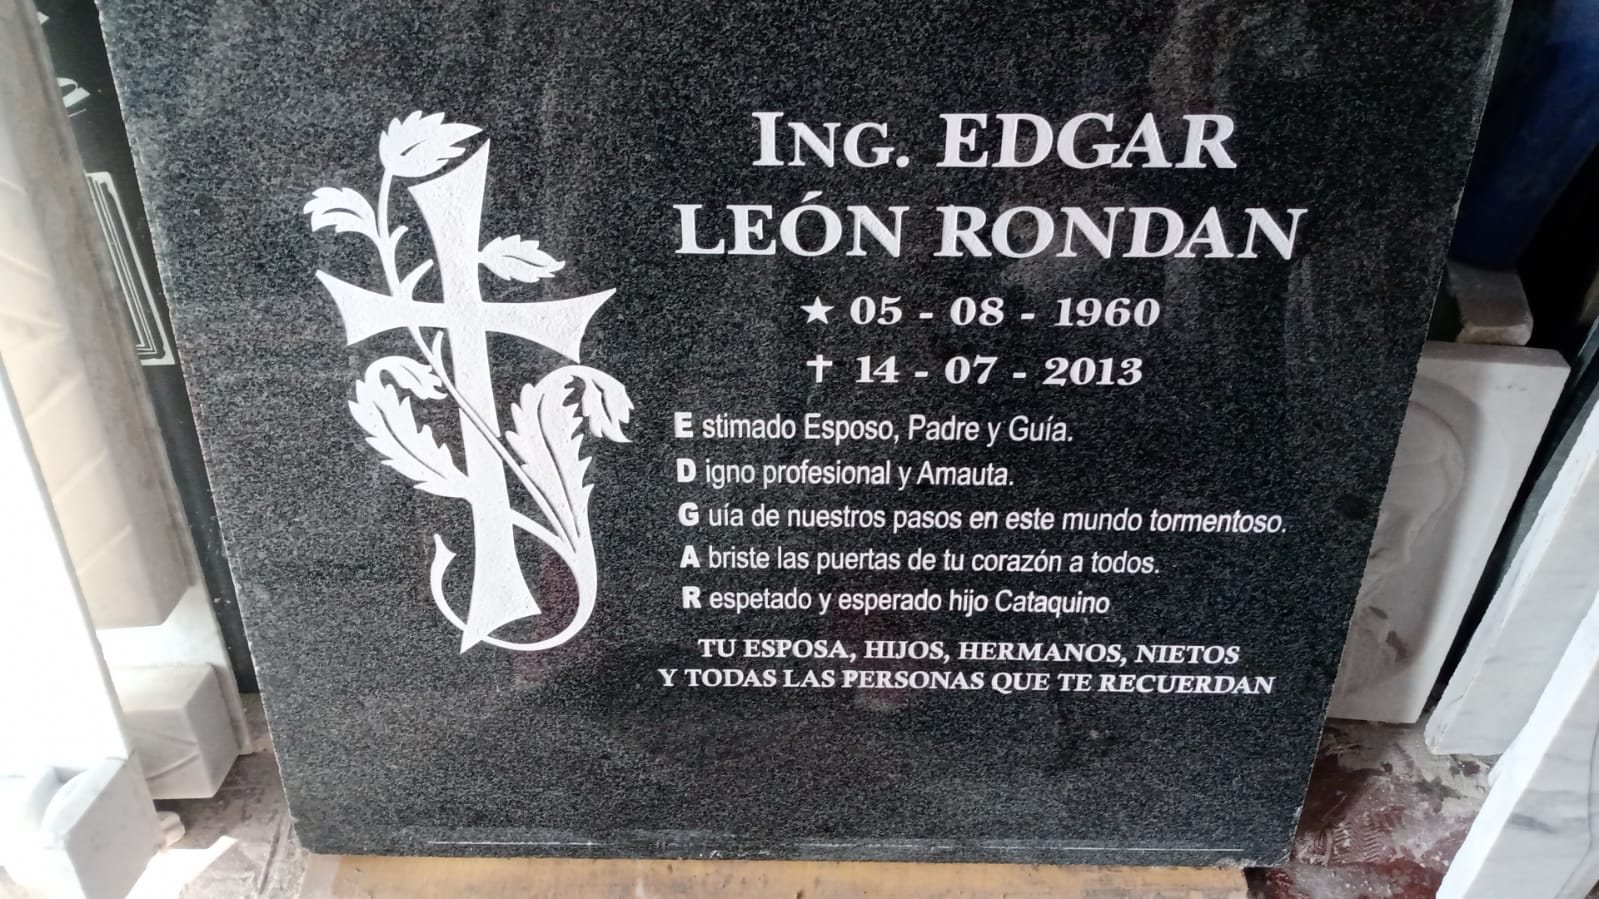 ING. EDGAR
LEÓN RONDAN
★ 05 - 08 - 1960
✝ 14 - 07 - 2013
E stimado Esposo, Padre y Guía.
D igno profesional y Amauta.
G uía de nuestros pasos en este mundo tormentoso.
A briste las puertas de tu corazón a todos.
R espetado y esperado hijo Cataquino
TU ESPOSA, HIJOS, HERMANOS, NIETOS
Y TODAS LAS PERSONAS QUE TE RECUERDAN